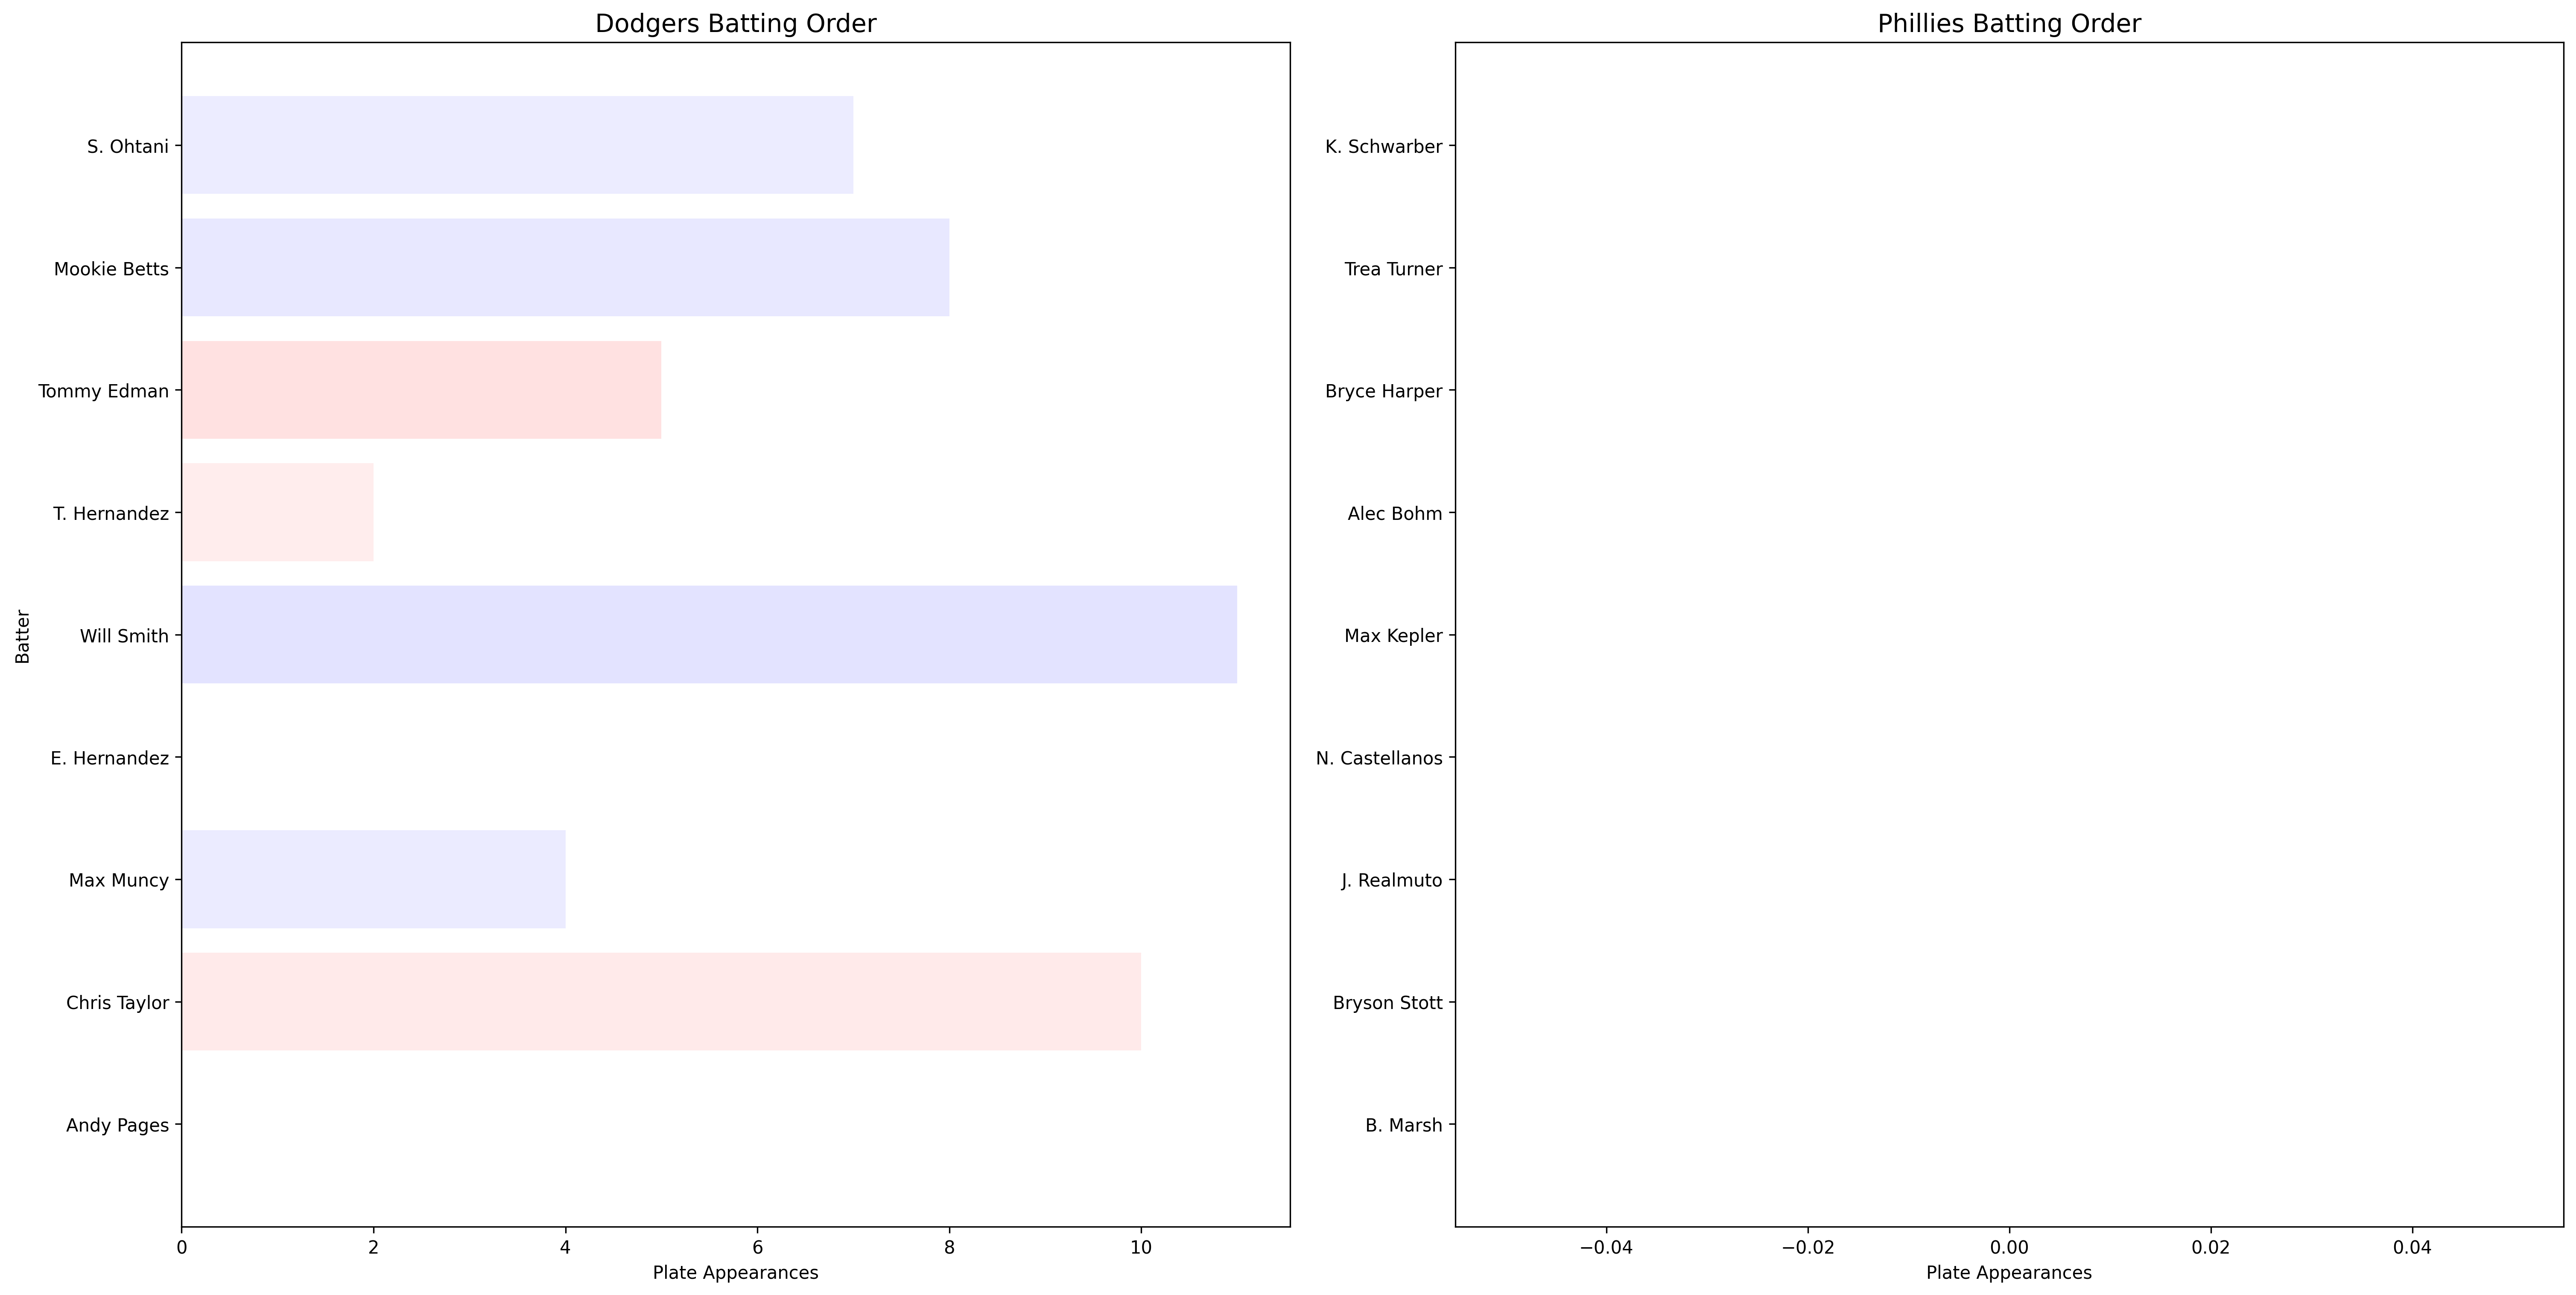 Dodgers Batting Order
S. Ohtani
Mookie Betts
Tommy Edman
T. Hernandez
Will Smith
E. Hernandez
Max Muncy
Chris Taylor
Andy Pages
Batter
0 2 4 6 8 10
Plate Appearances
Phillies Batting Order
K. Schwarber
Trea Turner
Bryce Harper
Alec Bohm
Max Kepler
N. Castellanos
J. Realmuto
Bryson Stott
B. Marsh
−0.04 −0.02 0.00 0.02 0.04
Plate Appearances